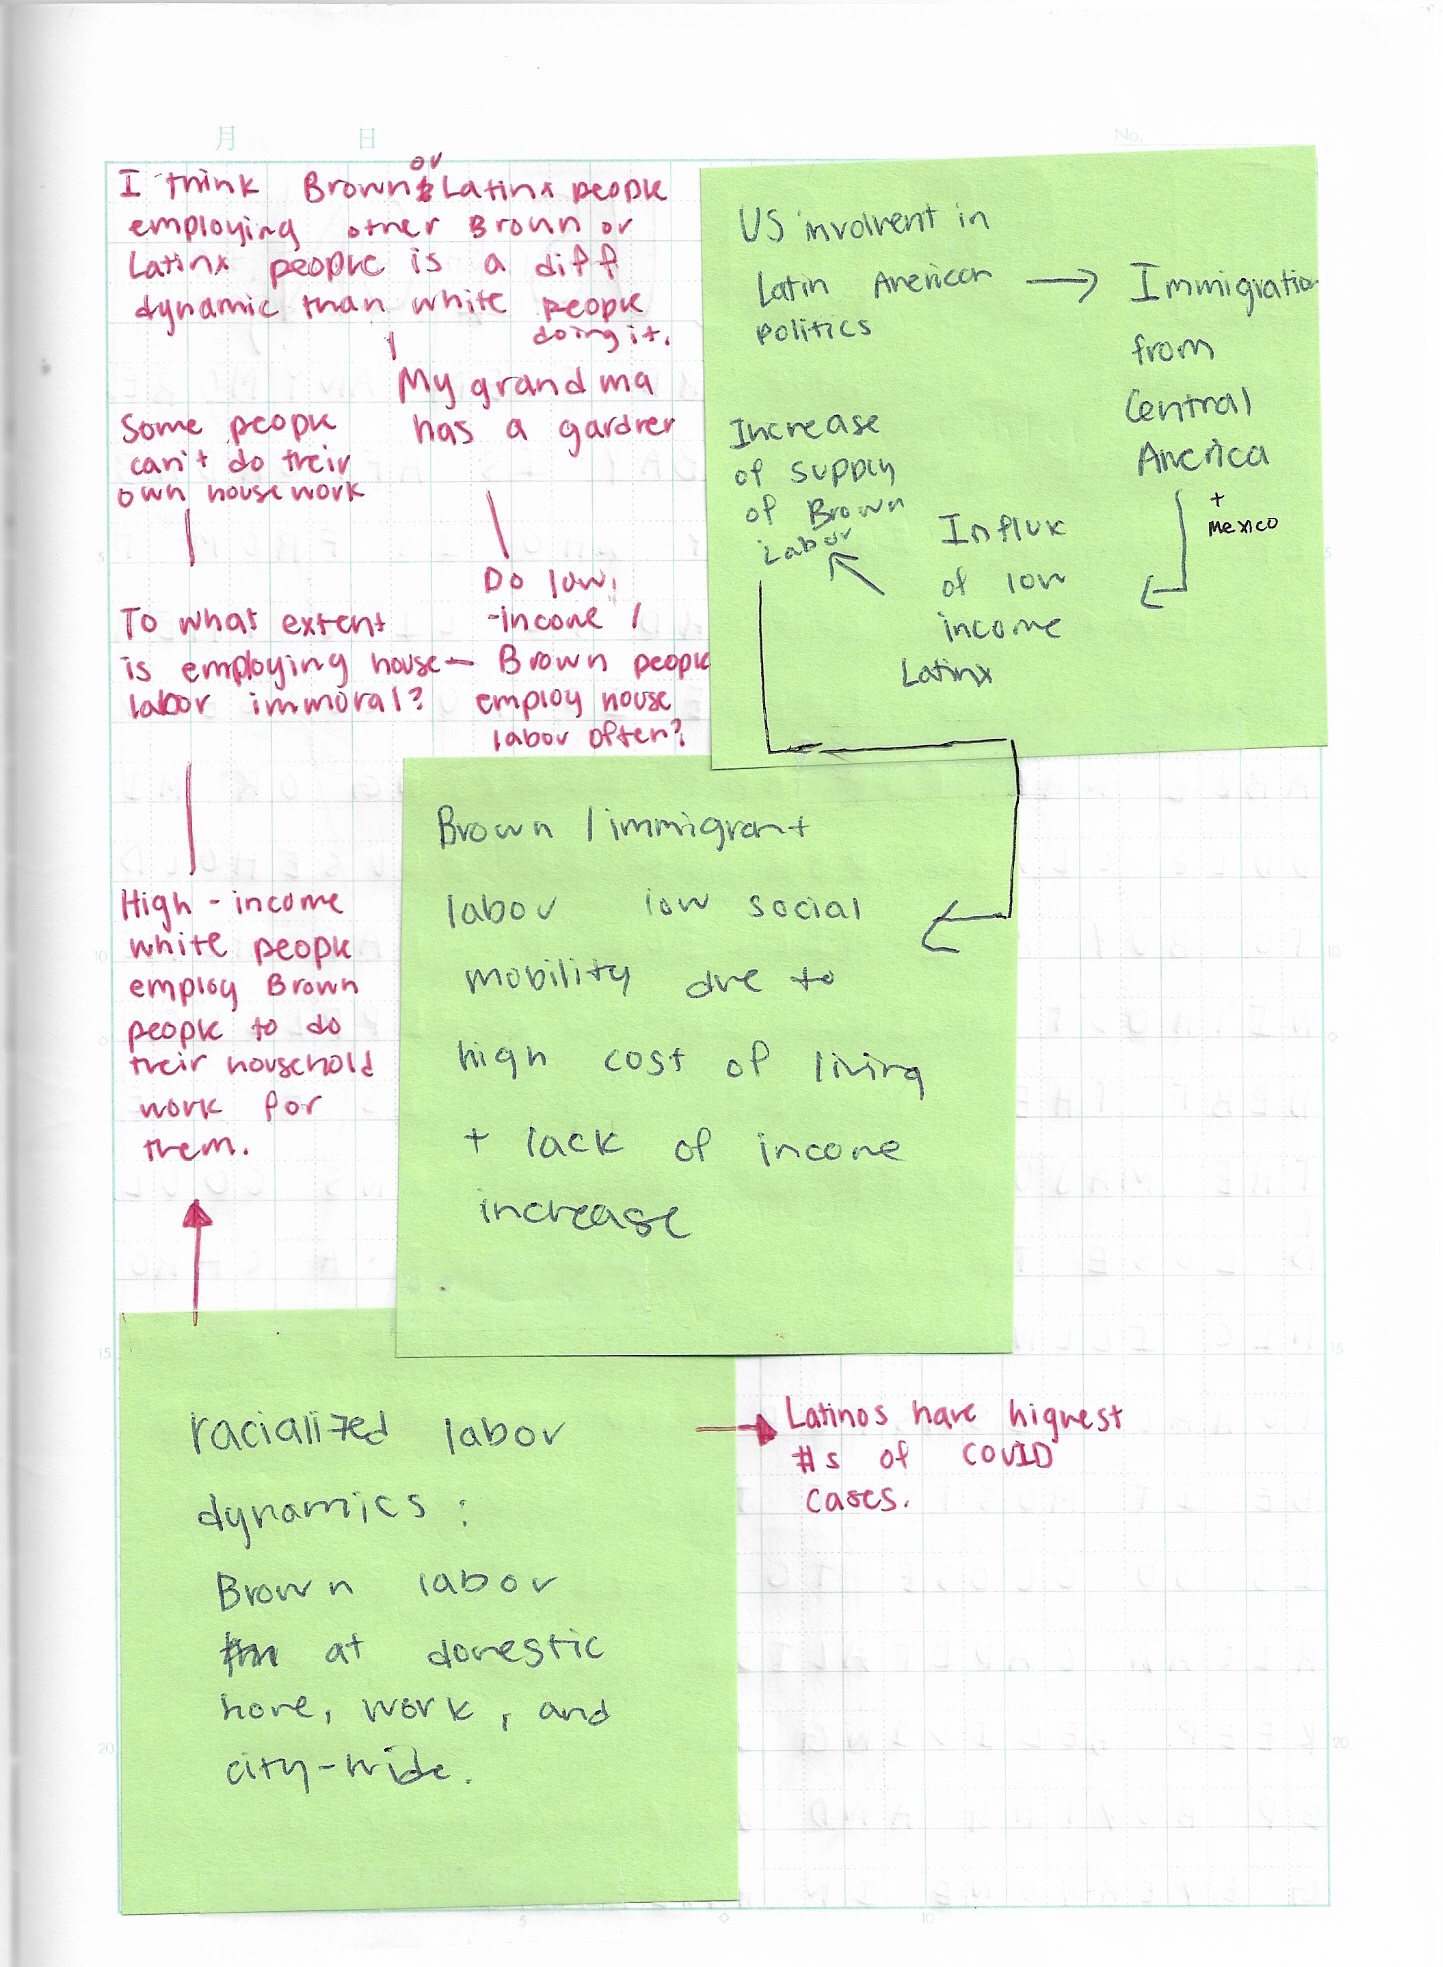 月 日 No.
I think Brown or Latinx people
employing other Brown or
Latinx people is a diff
dynamic than white people
doing it.
My grandma
has a gardner
Some people
can't do their
own housework
Do low
-income /
Brown people
employ house
labor often?
To what extent
is employing house
labor immoral?
High-income
white people
employ Brown
people to do
their household
work for
them.
US involvent in
Latin American
politics
Immigration
from
Central
America
+
Mexico
Influx
of low
income
Latinx
Increase
of supply
of Brown
Labor
Brown / immigrant
labor low social
mobility due to
high cost of living
+ lack of income
increase
racialized labor
dynamics:
Brown labor
at domestic
home, work, and
city-wide.
Latinos have highest
#s of COVID
cases.
5
5
10
10
15
15
20
20
5
10